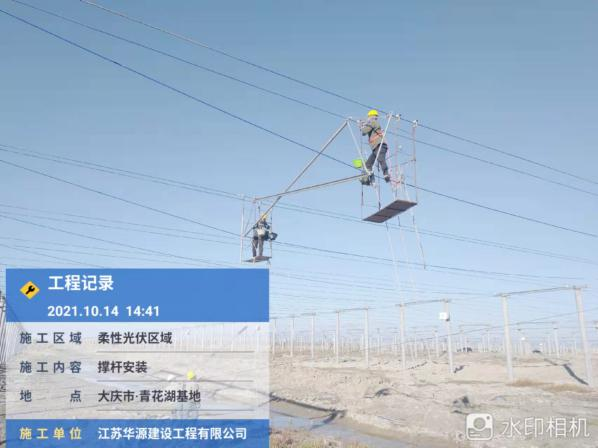 工程记录
2021.10.14 14:41
施工区域 柔性光伏区域
施工内容 撑杆安装
地点 大庆市·青花湖基地
施工单位 江苏华源建设工程有限公司
水印相机